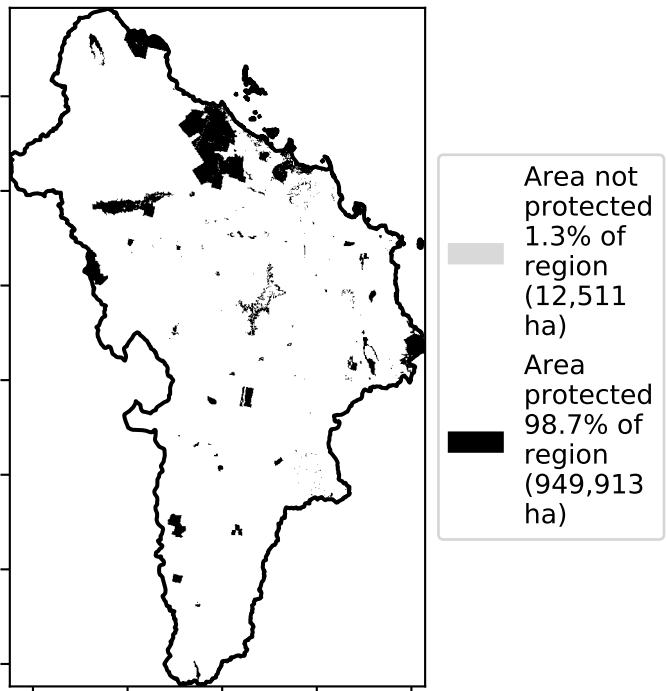 Area not
protected
1.3% of
region
(12,511
ha)
Area
protected
98.7% of
region
(949,913
ha)